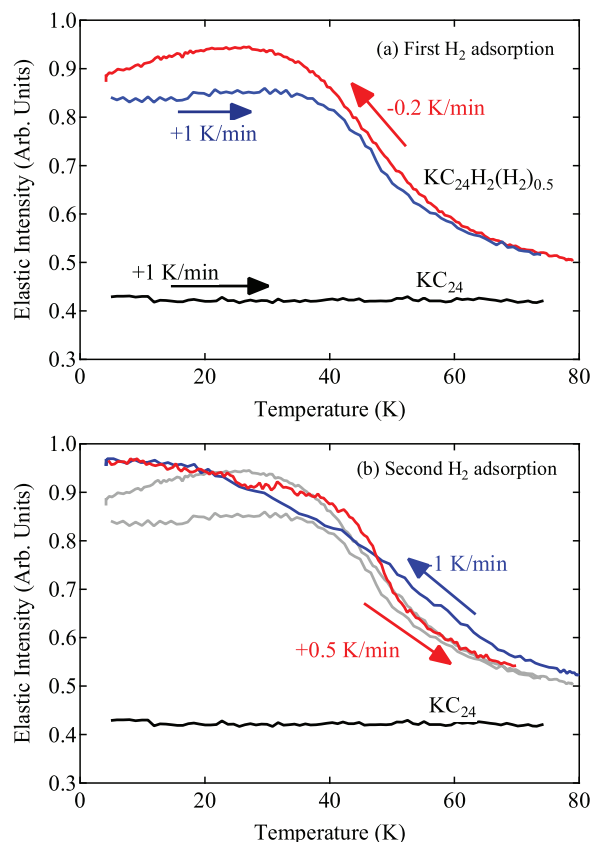 (a) First H₂ adsorption
1.0
0.9
0.8
0.7
0.6
0.5
0.4
0.3
Elastic Intensity (Arb. Units)
-0.2 K/min
+1 K/min
KC₂₄H₂(H₂)₀.₅
+1 K/min
KC₂₄
0 20 40 60 80
Temperature (K)
(b) Second H₂ adsorption
1.0
0.9
0.8
0.7
0.6
0.5
0.4
0.3
Elastic Intensity (Arb. Units)
-1 K/min
+0.5 K/min
KC₂₄
0 20 40 60 80
Temperature (K)